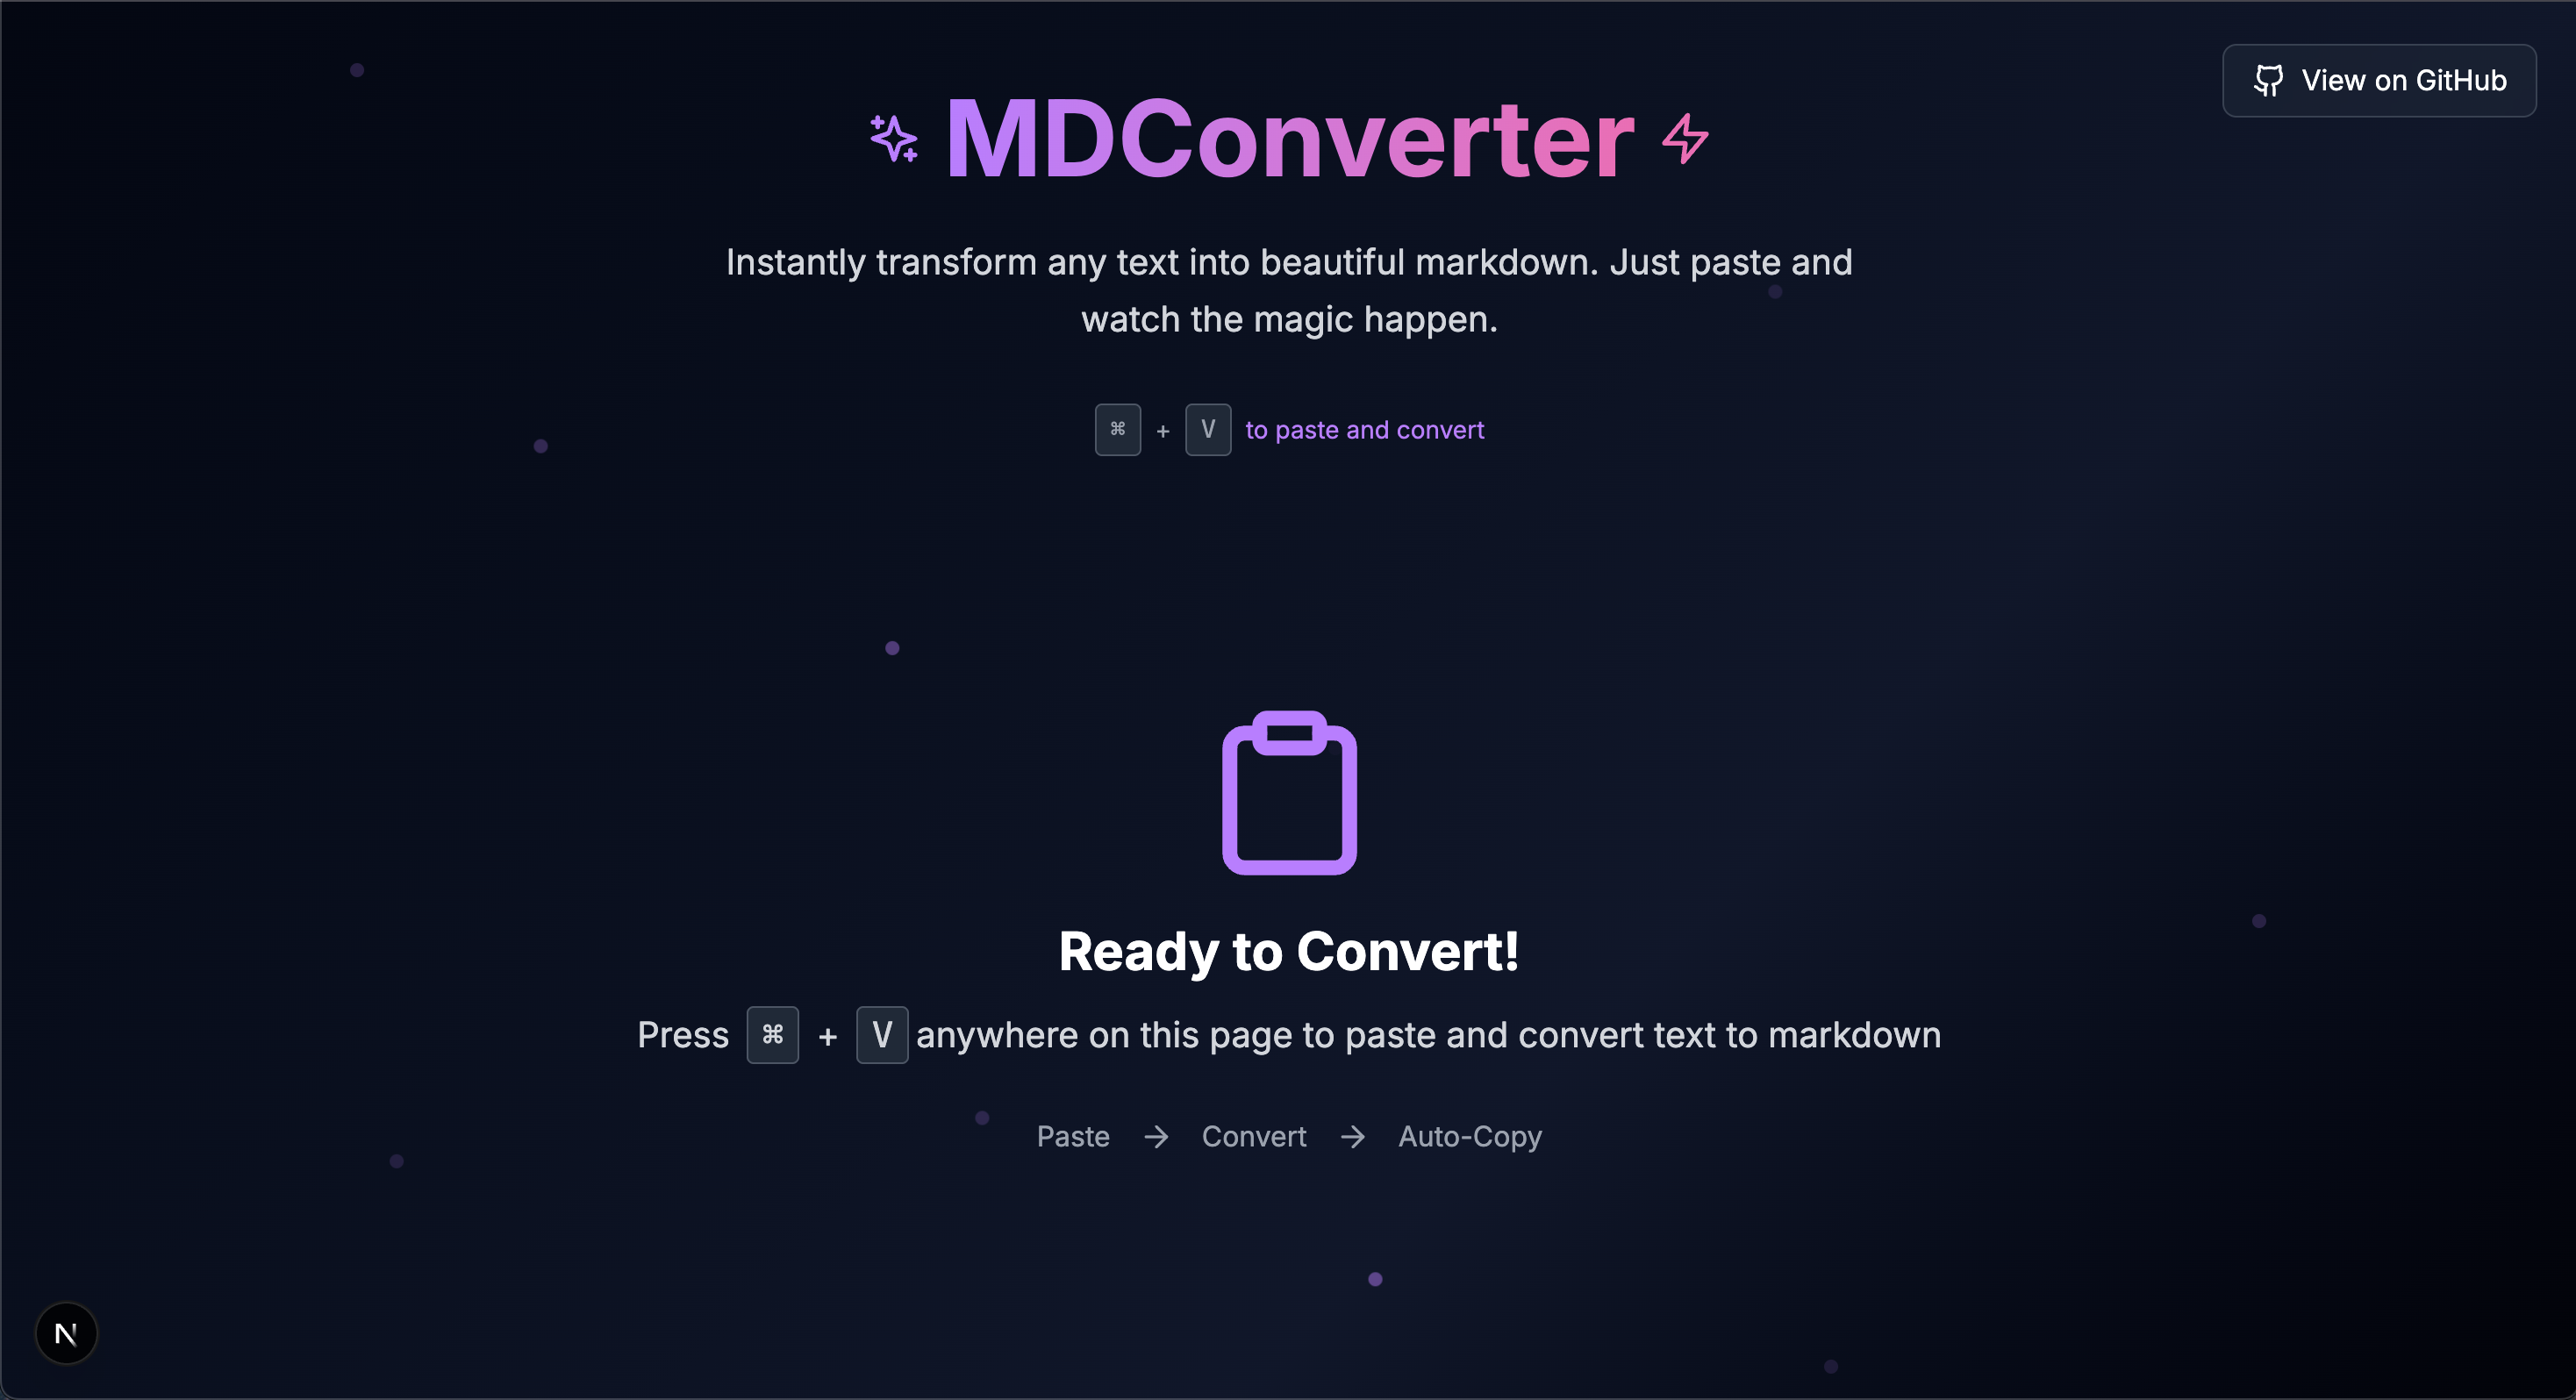 View on GitHub
MDConverter
Instantly transform any text into beautiful markdown. Just paste and
watch the magic happen.
⌘ + V to paste and convert
Ready to Convert!
Press ⌘ + V anywhere on this page to paste and convert text to markdown
Paste → Convert → Auto-Copy
N